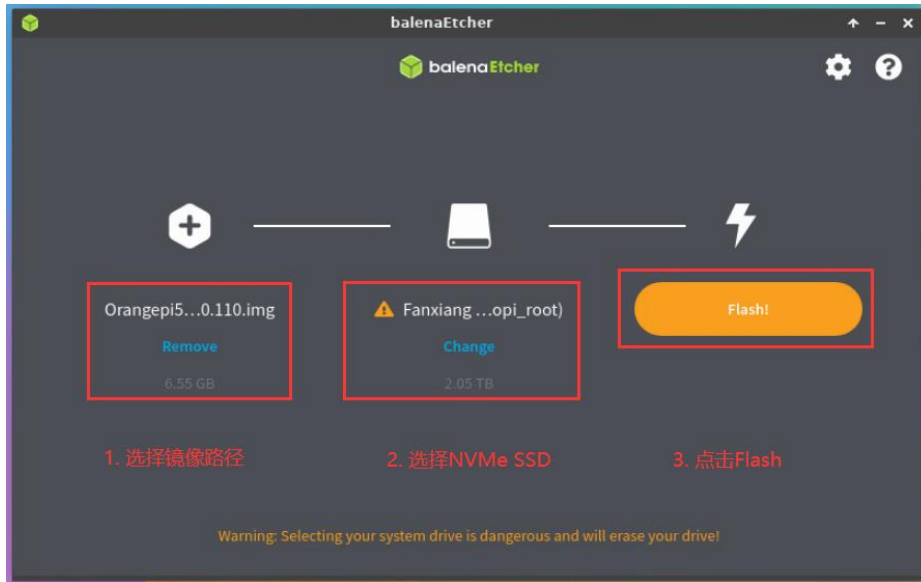 balenaEtcher
balenaEtcher
Orangepi5...0.110.img
Fanxiang ...opi_root)
Flash!
Remove
Change
6.55 GB
2.05 TB
1. 选择镜像路径
2. 选择NVMe SSD
3. 点击Flash
Warning: Selecting your system drive is dangerous and will erase your drive!